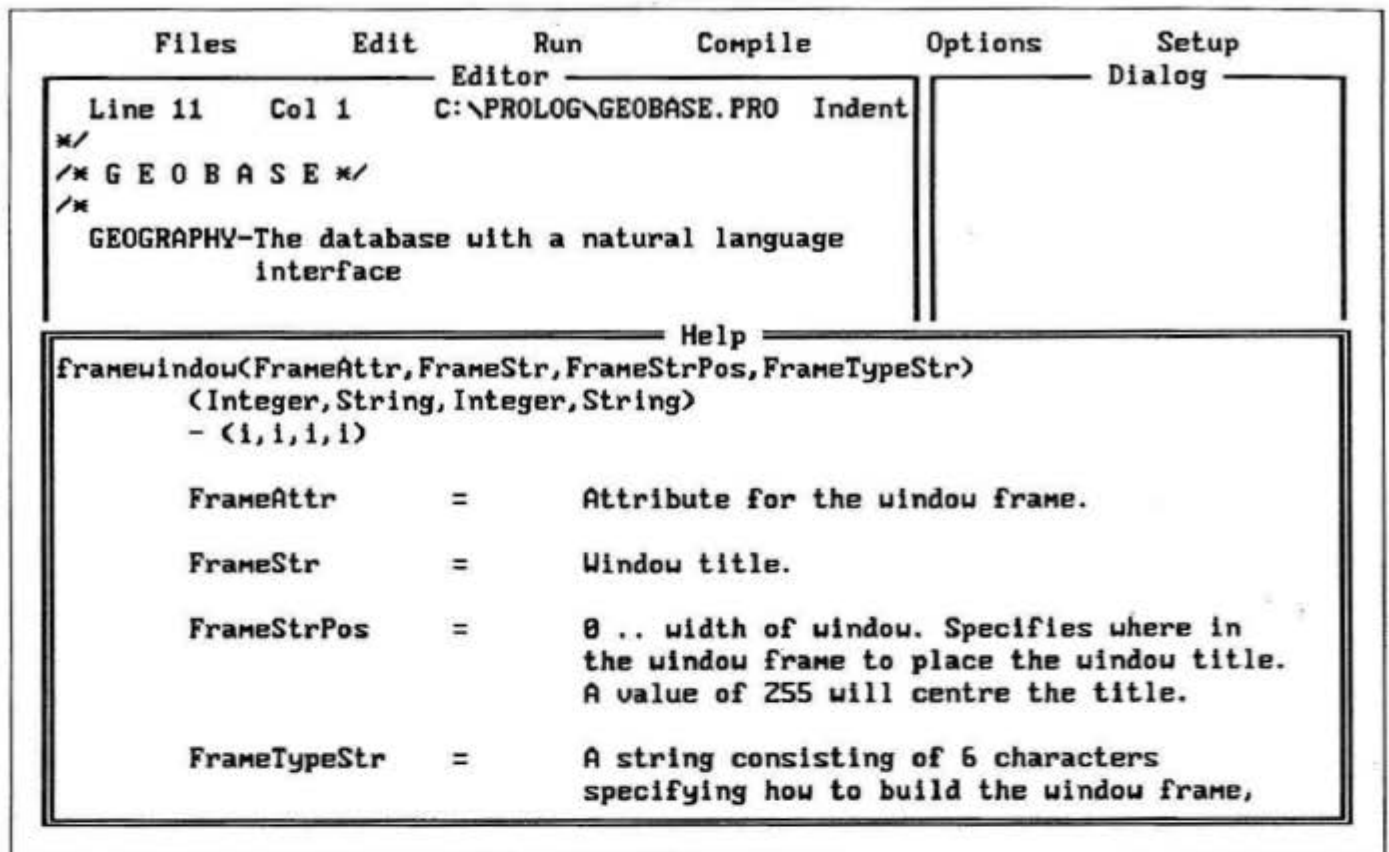 Files Edit Run Compile Options Setup
Editor
Dialog
Line 11 Col 1 C:\PROLOG\GEOBASE.PRO Indent
*/
/* G E O B A S E */
/*
GEOGRAPHY-The database with a natural language
interface
Help
framewindow(FrameAttr,FrameStr,FrameStrPos,FrameTypeStr)
(Integer,String,Integer,String)
- (i,i,i,i)
FrameAttr = Attribute for the window frame.
FrameStr = Window title.
FrameStrPos = 0 .. width of window. Specifies where in
the window frame to place the window title.
A value of 255 will centre the title.
FrameTypeStr = A string consisting of 6 characters
specifying how to build the window frame,